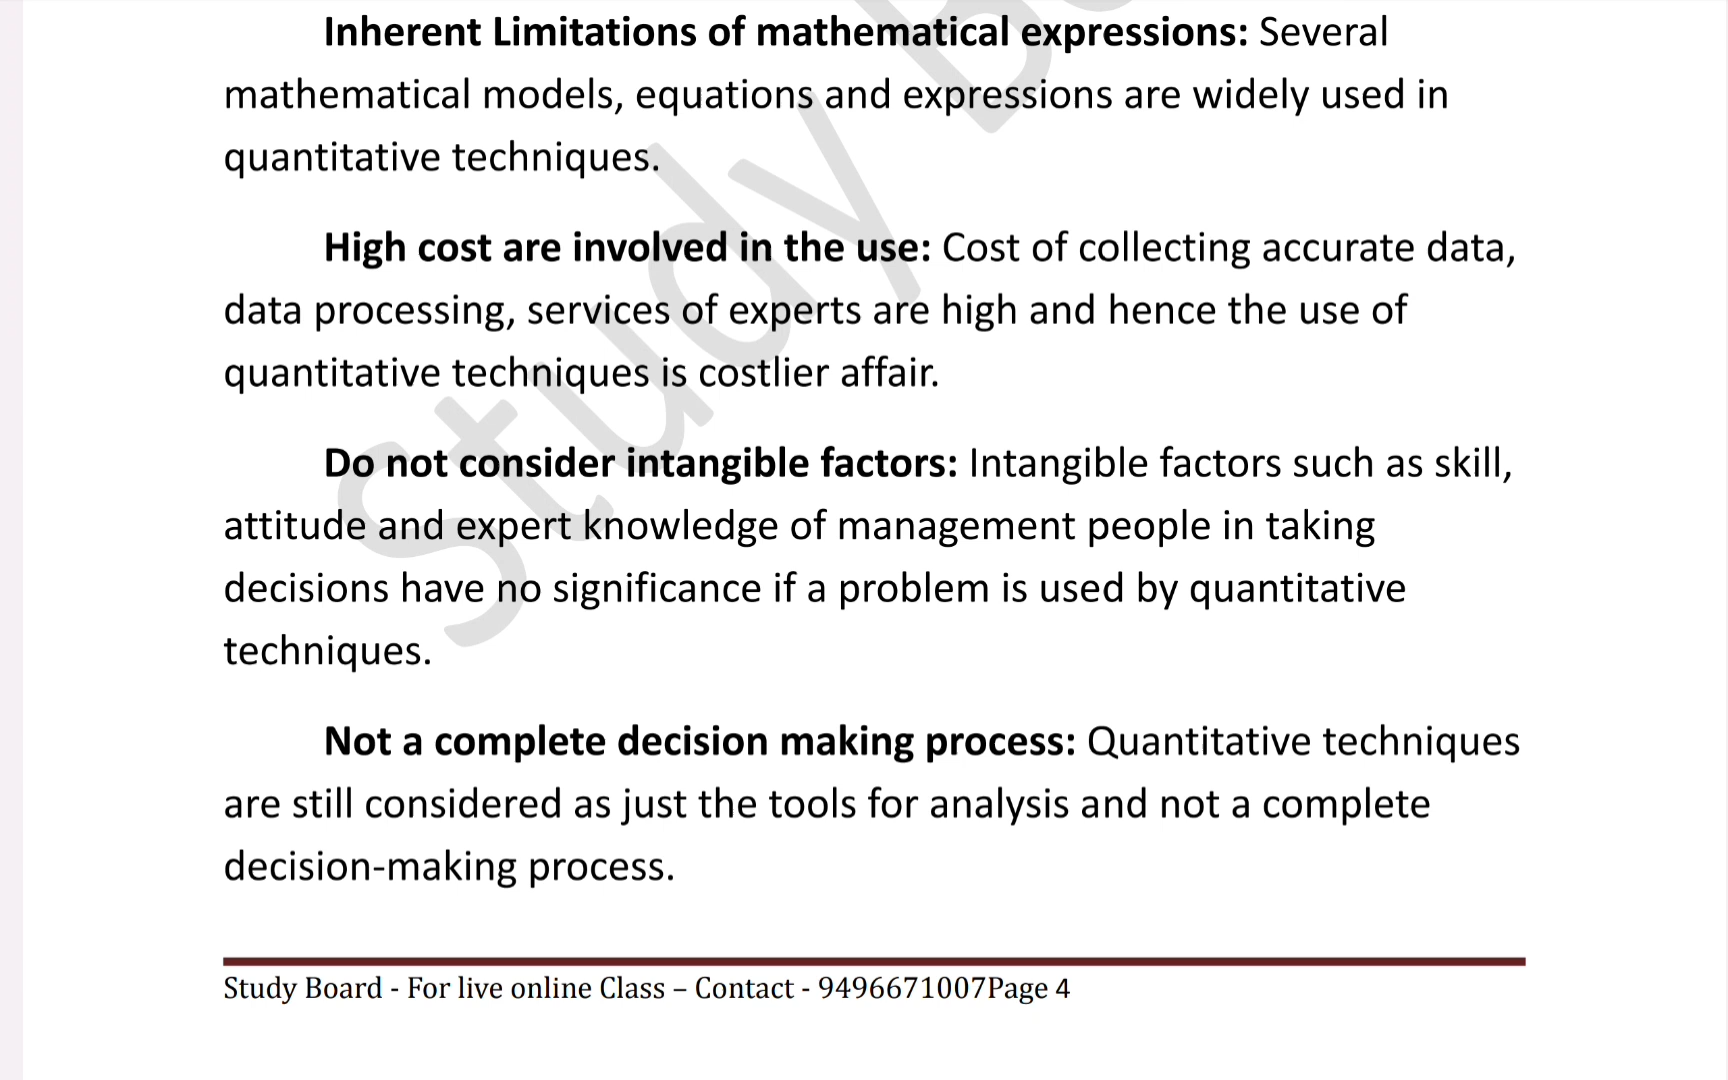 Inherent Limitations of mathematical expressions: Several
mathematical models, equations and expressions are widely used in
quantitative techniques.
High cost are involved in the use: Cost of collecting accurate data,
data processing, services of experts are high and hence the use of
quantitative techniques is costlier affair.
Do not consider intangible factors: Intangible factors such as skill,
attitude and expert knowledge of management people in taking
decisions have no significance if a problem is used by quantitative
techniques.
Not a complete decision making process: Quantitative techniques
are still considered as just the tools for analysis and not a complete
decision-making process.
Study Board - For live online Class – Contact - 9496671007Page 4
Study